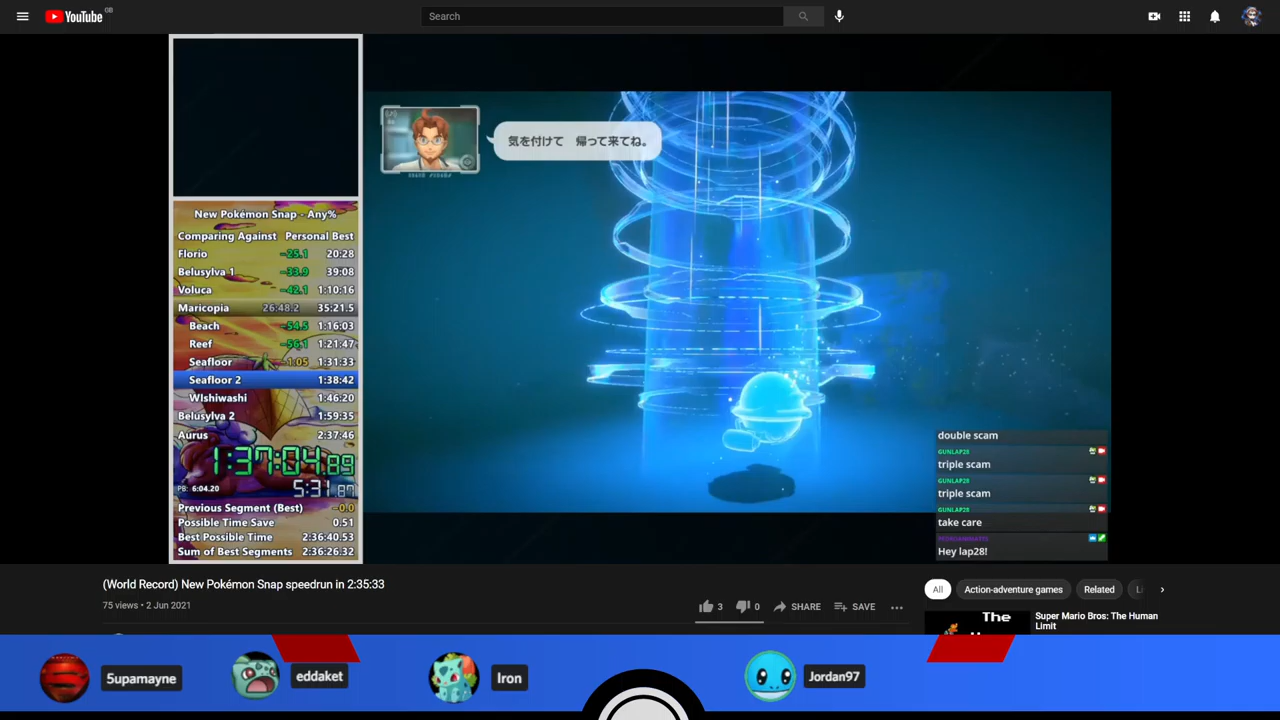 YouTube GB
Search
気を付けて 帰って来てね。
New Pokémon Snap - Any%
Comparing Against Personal Best
Florio -25.1 20:28
Belusylva 1 -33.9 39:08
Voluca -42.1 1:10:16
Maricopia 26:48.2 35:21.5
Beach -54.5 1:16:03
Reef -56.1 1:21:47
Seafloor -1:05 1:31:33
Seafloor 2 1:38:42
WIshiwashi 1:46:20
Belusylva 2 1:59:35
Aurus 2:37:46
1:37:04.89
PB: 6:04.20 5:31.87
Previous Segment (Best) -0.0
Possible Time Save 0.51
Best Possible Time 2:36:40.53
Sum of Best Segments 2:36:26.32
double scam
GUNLAP28
triple scam
GUNLAP28
triple scam
GUNLAP28
take care
Hey lap28!
(World Record) New Pokémon Snap speedrun in 2:35:33
75 views • 2 Jun 2021
3 0 SHARE SAVE
All Action-adventure games Related
The
Super Mario Bros: The Human
Limit
5upamayne
eddaket
Iron
Jordan97